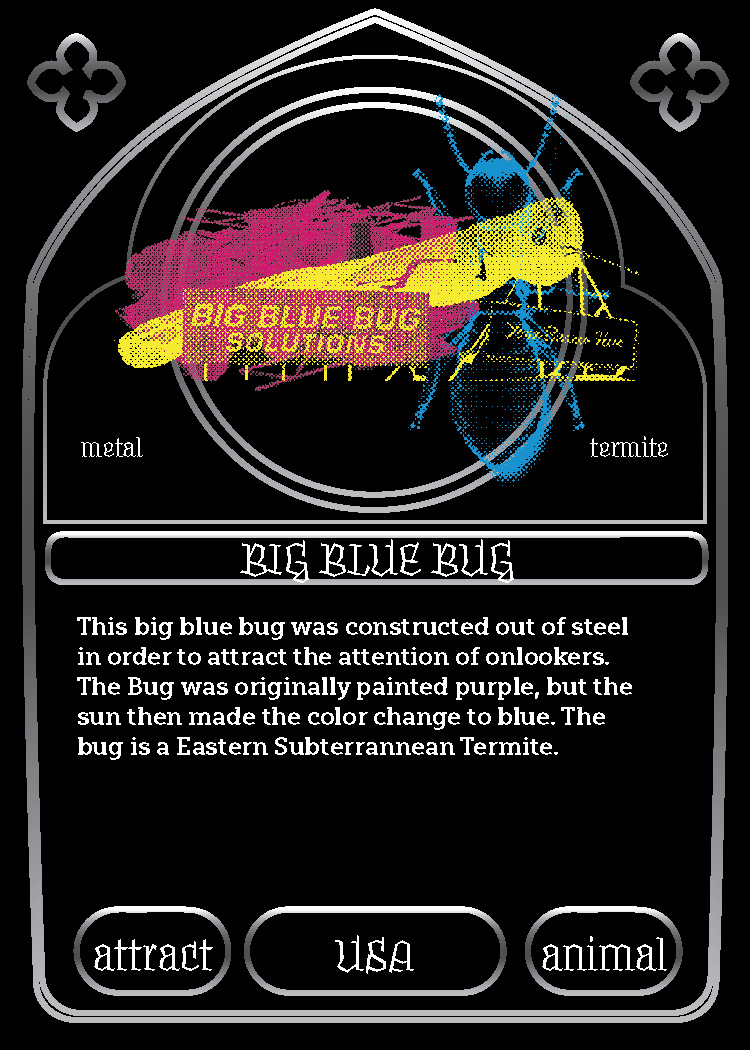 BIG BLUE BUG
SOLUTIONS
metal
termite
BIG BLUE BUG
This big blue bug was constructed out of steel
in order to attract the attention of onlookers.
The Bug was originally painted purple, but the
sun then made the color change to blue. The
bug is a Eastern Subterrannean Termite.
attract
USA
animal